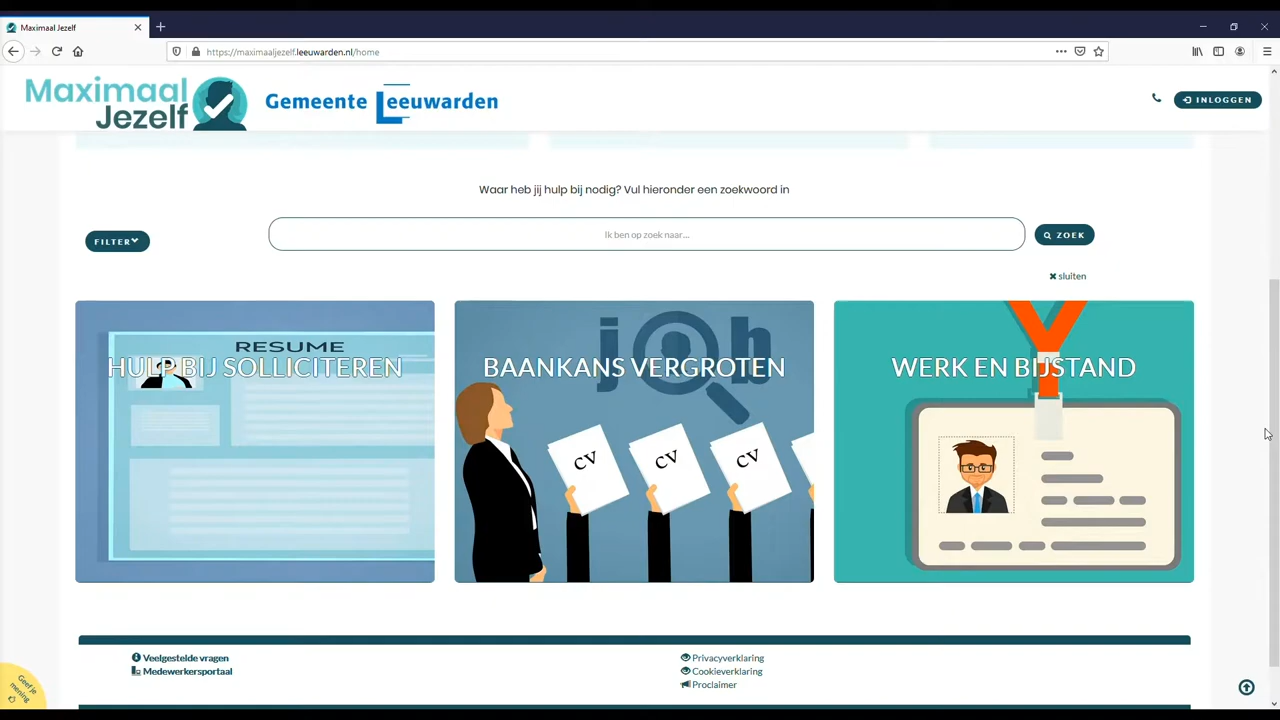 Maximaal Jezelf
https://maximaaljezelf.leeuwarden.nl/home
Maximaal
Jezelf
Gemeente Leeuwarden
INLOGGEN
Waar heb jij hulp bij nodig? Vul hieronder een zoekwoord in
FILTER
Ik ben op zoek naar...
ZOEK
sluiten
RESUME
HULP BIJ SOLLICITEREN
job
BAANKANS VERGROTEN
CV
CV
CV
WERK EN BIJSTAND
Veelgestelde vragen
Medewerkersportaal
Privacyverklaring
Cookieverklaring
Proclaimer
Geef je
mening